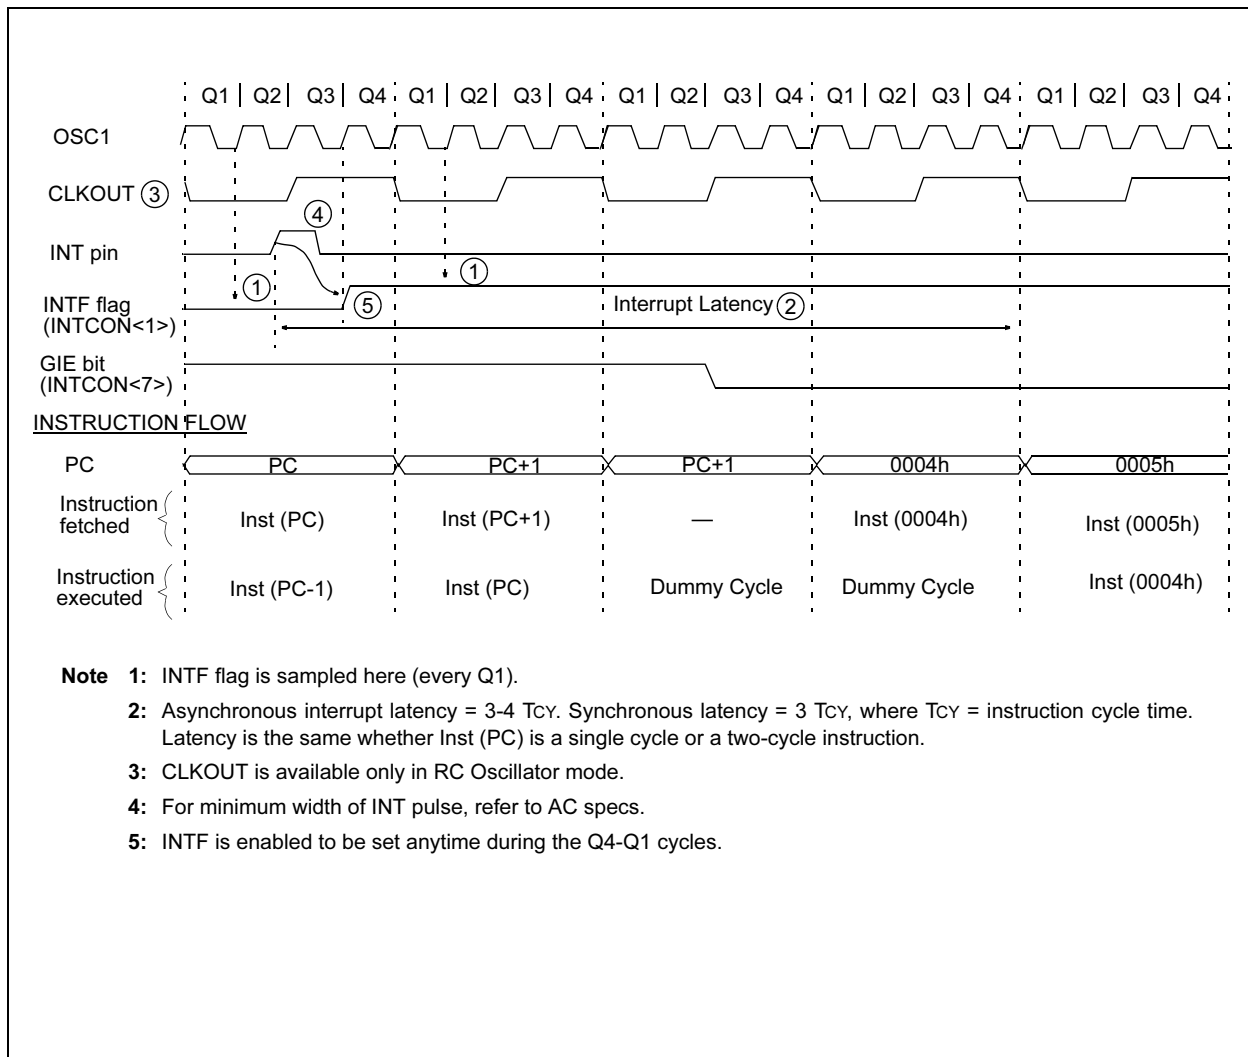 Q1 | Q2 | Q3 | Q4 Q1 | Q2 | Q3 | Q4 Q1 | Q2 | Q3 | Q4 Q1 | Q2 | Q3 | Q4 Q1 | Q2 | Q3 | Q4
OSC1
CLKOUT 3
4
INT pin
1 1
INTF flag
(INTCON<1>)
5 Interrupt Latency 2
GIE bit
(INTCON<7>)
INSTRUCTION FLOW
PC PC PC+1 PC+1 0004h 0005h
Instruction
fetched
Inst (PC) Inst (PC+1) — Inst (0004h) Inst (0005h)
Instruction
executed
Inst (PC-1) Inst (PC) Dummy Cycle Dummy Cycle Inst (0004h)
Note 1: INTF flag is sampled here (every Q1).
2: Asynchronous interrupt latency = 3-4 TCY. Synchronous latency = 3 TCY, where TCY = instruction cycle time.
Latency is the same whether Inst (PC) is a single cycle or a two-cycle instruction.
3: CLKOUT is available only in RC Oscillator mode.
4: For minimum width of INT pulse, refer to AC specs.
5: INTF is enabled to be set anytime during the Q4-Q1 cycles.